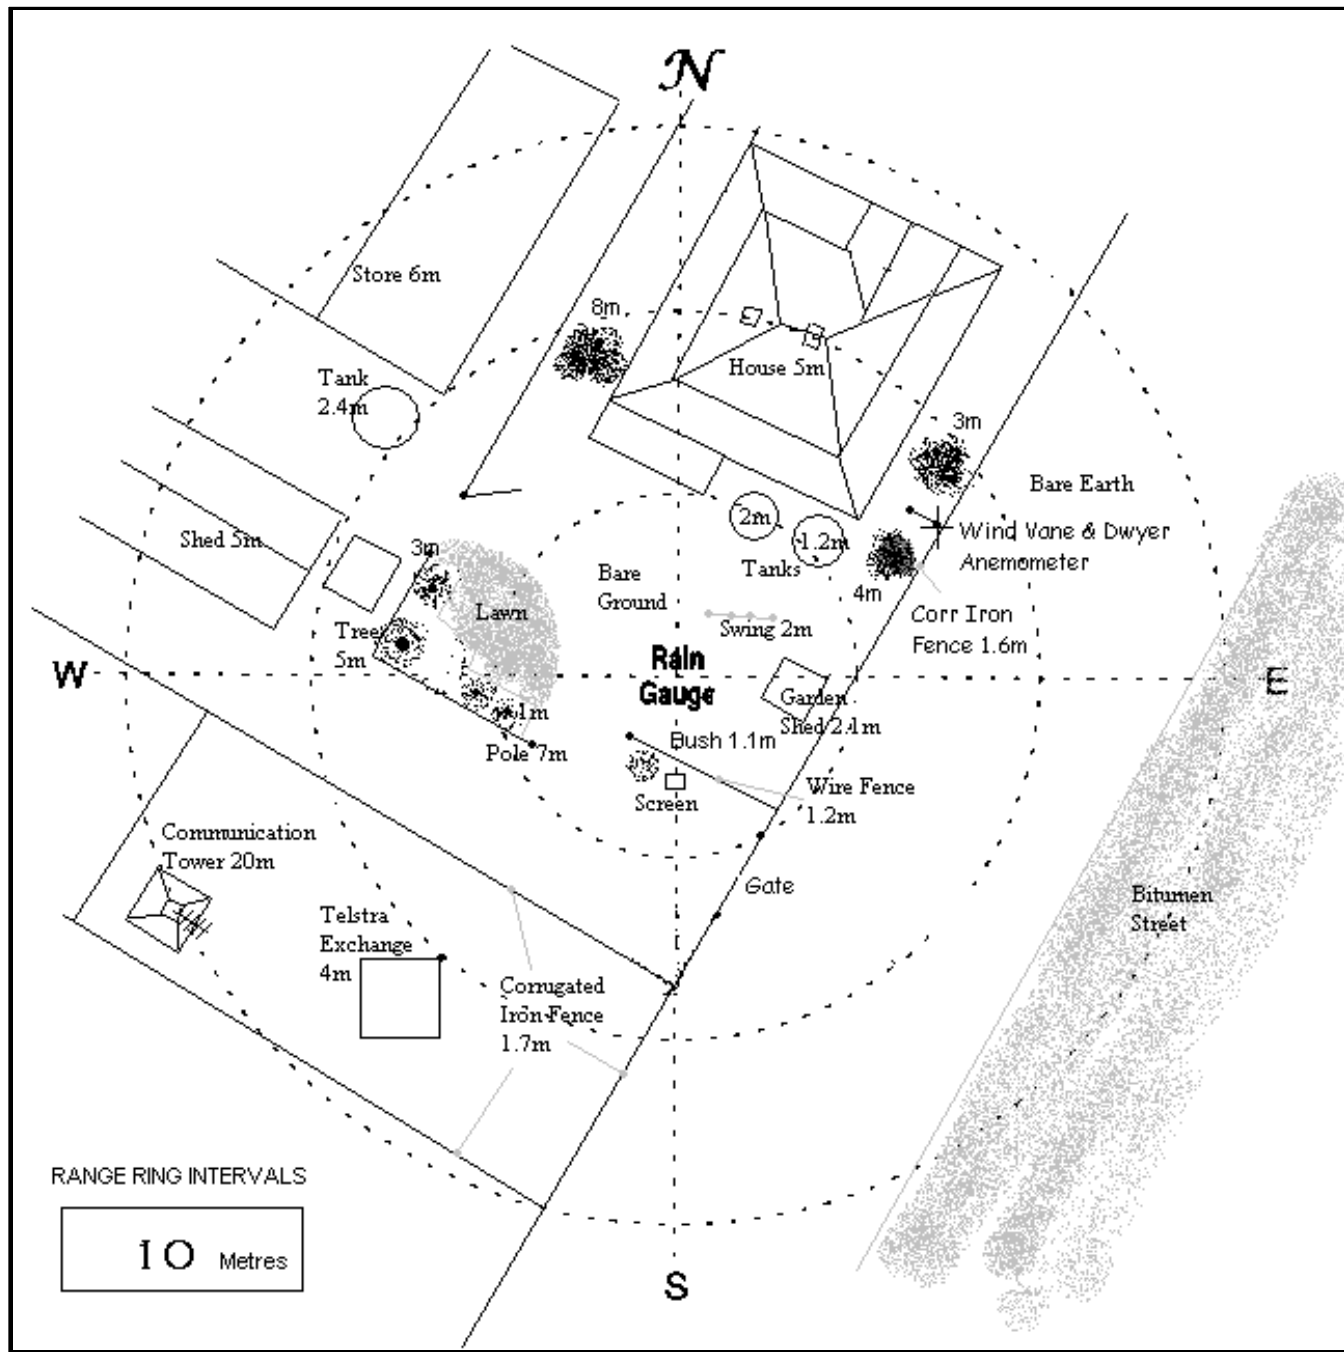 N
Store 6m
8m
House 5m
Tank
2.4m
3m
Bare Earth
Shed 5m
2m
1.2m
Wind Vane & Dwyer
Anemometer
3m
Tanks
Bare
Ground
4m
Lawn
Corr Iron
Fence 1.6m
Swing 2m
Tree
5m
W
Rain
Gauge
E
Garden
Shed 2.1m
1m
Pole 7m
Bush 1.1m
Screen
Wire Fence
1.2m
Communication
Tower 20m
Gate
Bitumen
Street
Telstra
Exchange
4m
Corrugated
Iron Fence
1.7m
RANGE RING INTERVALS
10 Metres
S